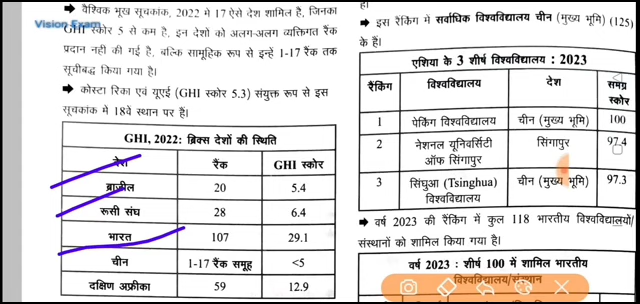 ➤ वैश्विक भूख सूचकांक, 2022 में 17 ऐसे देश शामिल है, जिनका
GHI स्कोर 5 से कम है, इन देशों को अलग-अलग व्यक्तिगत रैंक
प्रदान नही की गई है, बल्कि सामूहिक रूप से इन्हें 1-17 रैंक तक
सूचीबद्ध किया गया है।
➤ कोस्टा रिका एवं यूएई (GHI स्कोर 5.3) संयुक्त रूप से इस
सूचकांक में 18वें स्थान पर हैं।
GHI, 2022: ब्रिक्स देशों की स्थिति
देश रैंक GHI स्कोर
ब्राजील 20 5.4
रूसी संघ 28 6.4
भारत 107 29.1
चीन 1-17 रैंक समूह <5
दक्षिण अफ्रीका 59 12.9
Vision Exam
➤ इस रैंकिंग में सर्वाधिक विश्वविद्यालय चीन (मुख्य भूमि) (125)
के हैं।
एशिया के 3 शीर्ष विश्वविद्यालय : 2023
रैंकिंग विश्वविद्यालय देश समग्र
स्कोर
1 पेकिंग विश्वविद्यालय चीन (मुख्य भूमि) 100
2 नेशनल यूनिवर्सिटी सिंगापुर 97.4
ऑफ सिंगापुर
3 सिंघुआ (Tsinghua) चीन (मुख्य भूमि) 97.3
विश्वविद्यालय
➤ वर्ष 2023 की रैंकिंग में कुल 118 भारतीय विश्वविद्यालयों/
संस्थानों को शामिल किया गया है।
वर्ष 2023 : शीर्ष 100 में शामिल भारतीय
विश्वविद्यालय/संस्थान